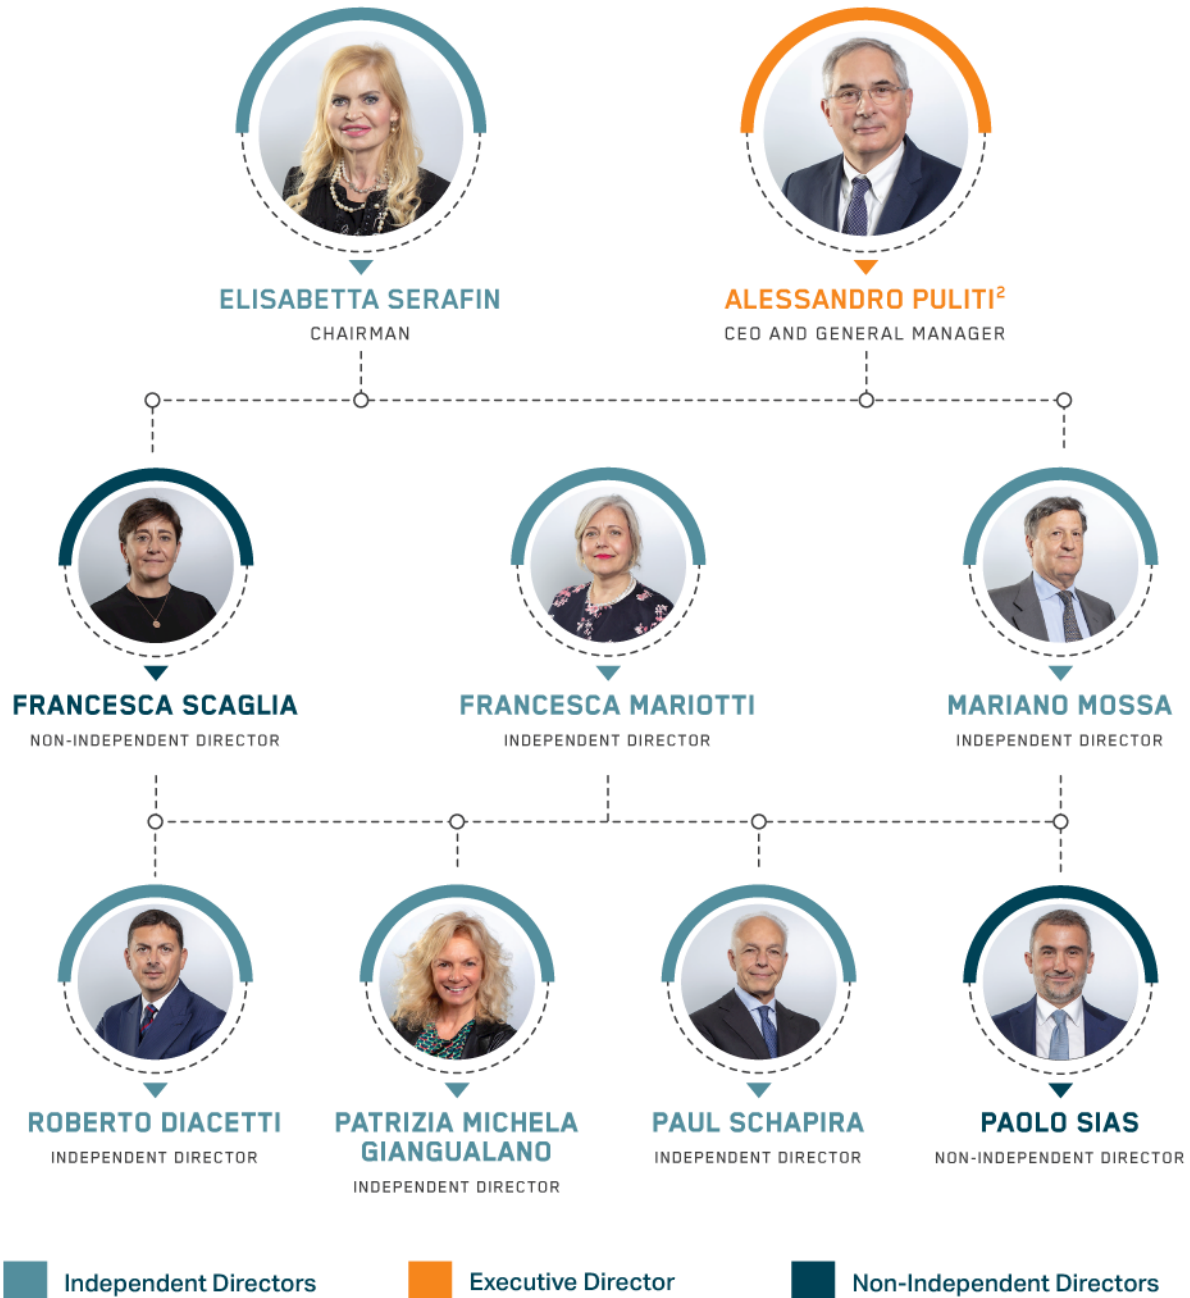 ELISABETTA SERAFIN
CHAIRMAN
ALESSANDRO PULITI²
CEO AND GENERAL MANAGER
FRANCESCA SCAGLIA
NON-INDEPENDENT DIRECTOR
FRANCESCA MARIOTTI
INDEPENDENT DIRECTOR
MARIANO MOSSA
INDEPENDENT DIRECTOR
ROBERTO DIACETTI
INDEPENDENT DIRECTOR
PATRIZIA MICHELA
GIANGUALANO
INDEPENDENT DIRECTOR
PAUL SCHAPIRA
INDEPENDENT DIRECTOR
PAOLO SIAS
NON-INDEPENDENT DIRECTOR
Independent Directors
Executive Director
Non-Independent Directors